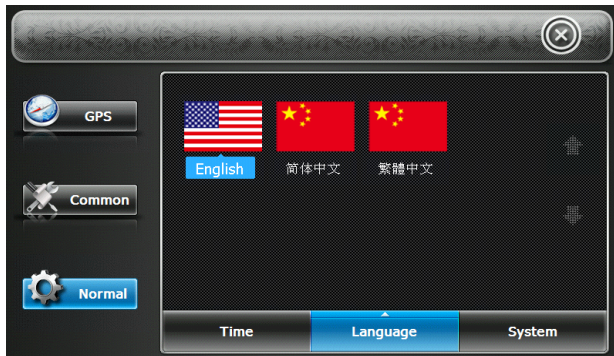 GPS
Common
Normal
English
简体中文
繁體中文
Time
Language
System